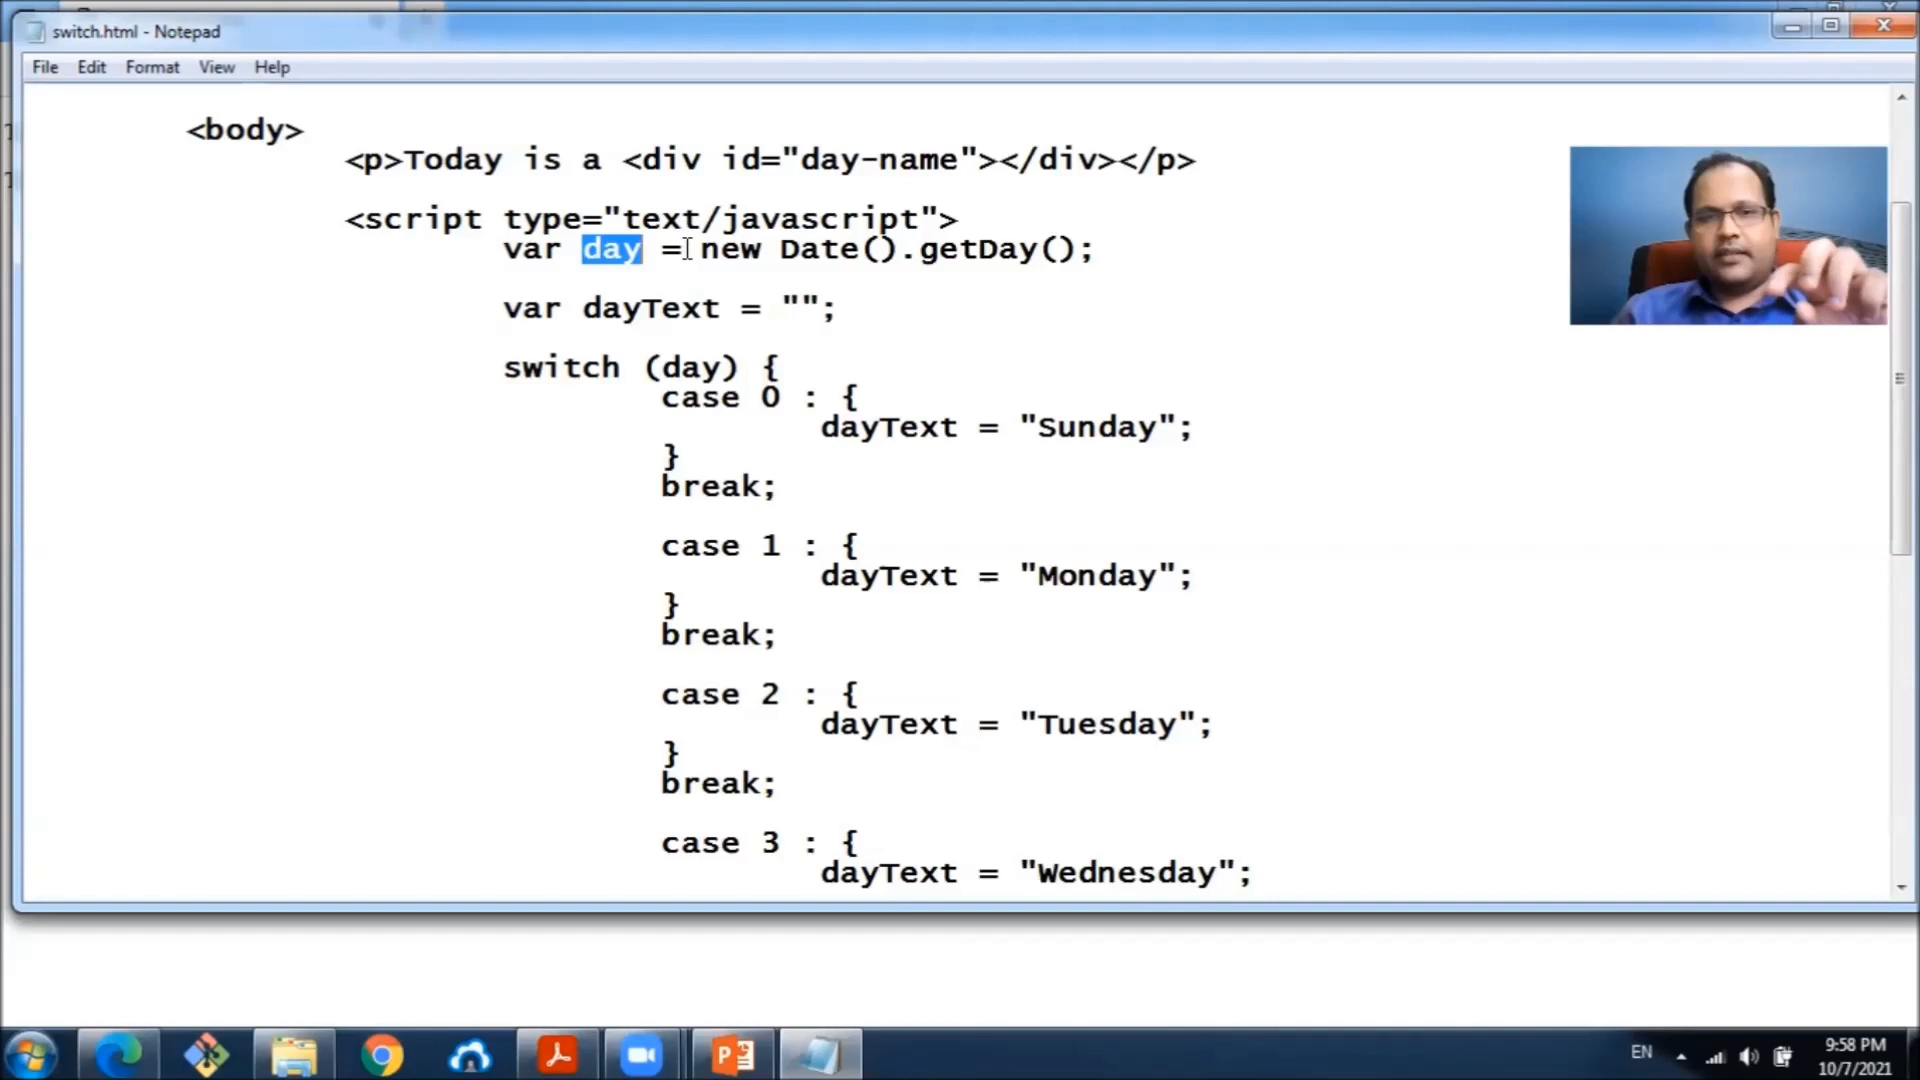 switch.html - Notepad
File Edit Format View Help
<body>
<p>Today is a <div id="day-name"></div></p>
<script type="text/javascript">
var day = new Date().getDay();
var dayText = "";
switch (day) {
case 0 : {
dayText = "Sunday";
}
break;
case 1 : {
dayText = "Monday";
}
break;
case 2 : {
dayText = "Tuesday";
}
break;
case 3 : {
dayText = "Wednesday";
EN
9:58 PM
10/7/2021